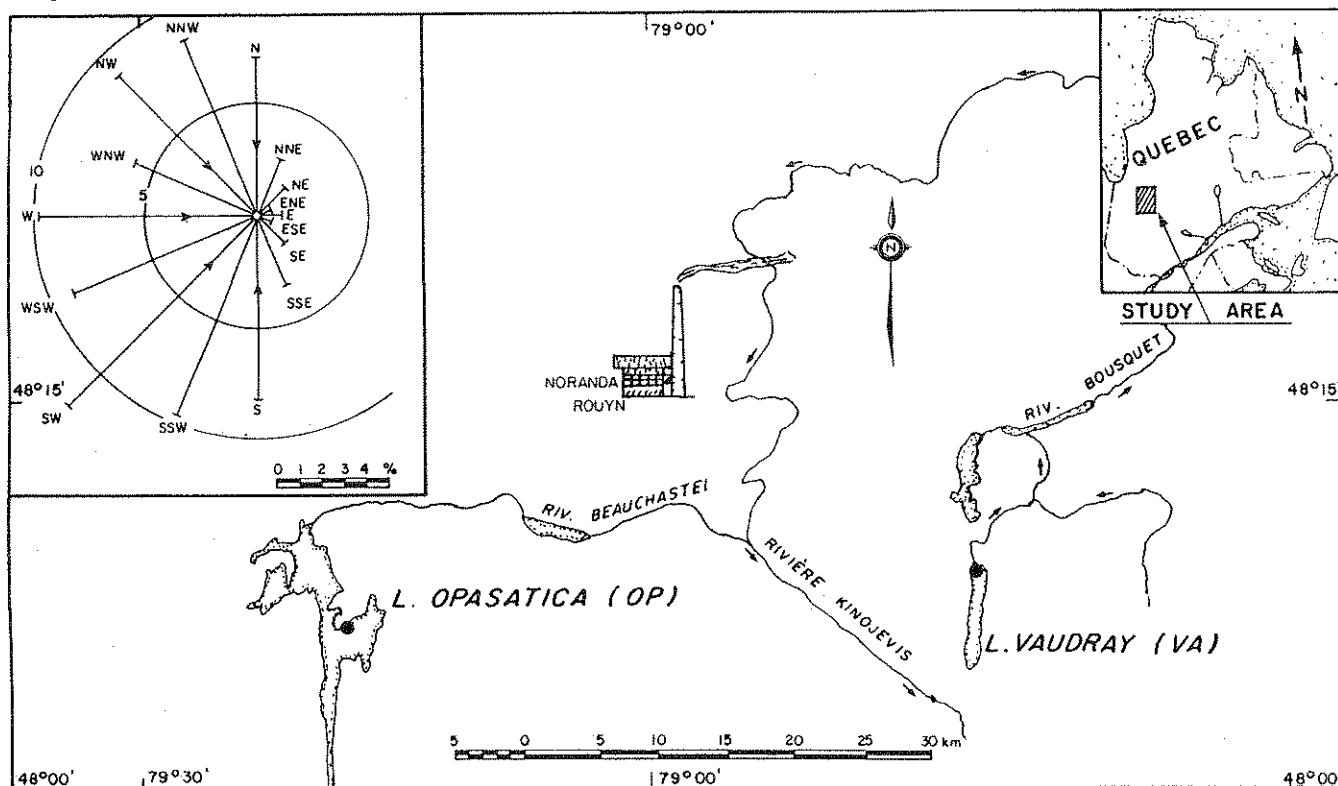 NNW
N
NW
NNE
WNW
NE
10
ENE
5
E
W
ESE
SE
SSE
WSW
S
SW
SSW
0 1 2 3 4 %
79°00'
N
QUEBEC
N
STUDY AREA
48°15'
48°15'
NORANDA
ROUYN
RIV. BOUSQUET
RIV. BEAUCHASTEL
RIVIÈRE KINOJEVIS
L. OPASATICA (OP)
L. VAUDRAY (VA)
5 0 5 10 15 20 25 30 km
48°00'
79°30'
79°00'
48°00